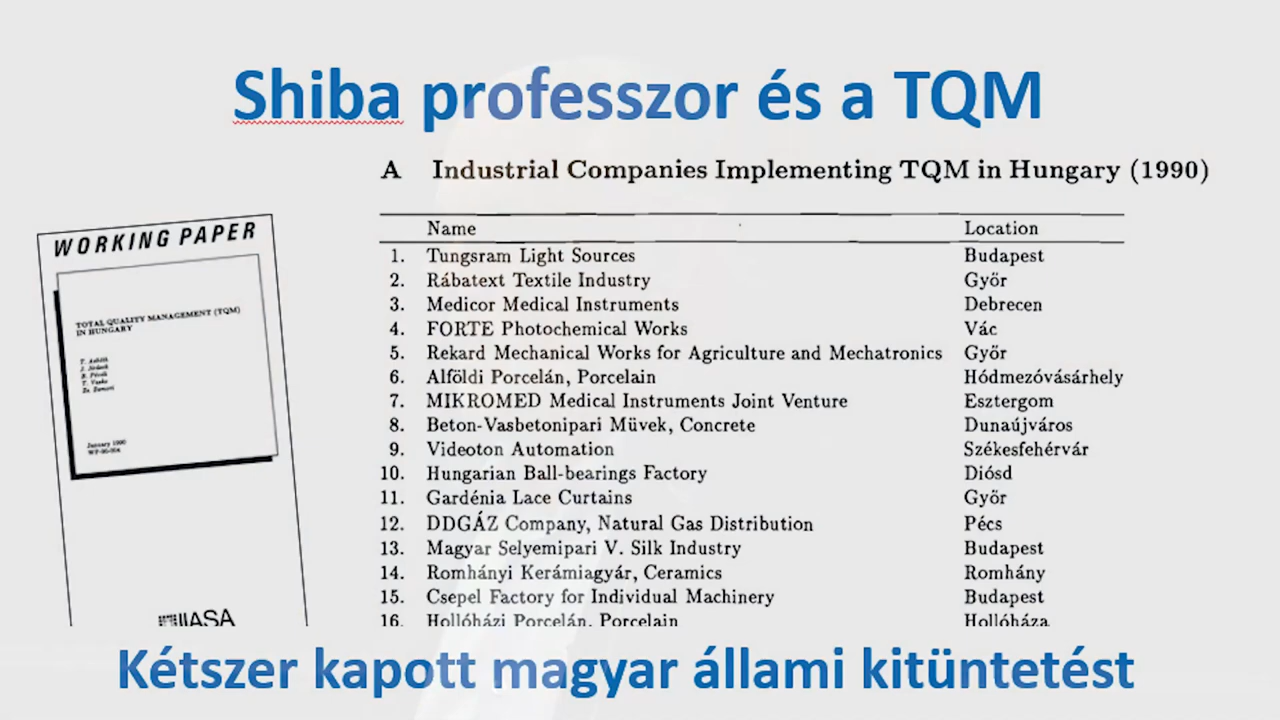 Shiba professzor és a TQM
A Industrial Companies Implementing TQM in Hungary (1990)
WORKING PAPER
TOTAL QUALITY MANAGEMENT (TQM)
IN HUNGARY
January 1990
IIASA
Name Location
1. Tungsram Light Sources Budapest
2. Rábatext Textile Industry Győr
3. Medicor Medical Instruments Debrecen
4. FORTE Photochemical Works Vác
5. Rekard Mechanical Works for Agriculture and Mechatronics Győr
6. Alföldi Porcelán, Porcelain Hódmezóvásárhely
7. MIKROMED Medical Instruments Joint Venture Esztergom
8. Beton-Vasbetonipari Müvek, Concrete Dunaújváros
9. Videoton Automation Székesfehérvár
10. Hungarian Ball-bearings Factory Diósd
11. Gardénia Lace Curtains Győr
12. DDGÁZ Company, Natural Gas Distribution Pécs
13. Magyar Selyemipari V. Silk Industry Budapest
14. Romhányi Kerámiagyár, Ceramics Romhány
15. Csepel Factory for Individual Machinery Budapest
16. Hollóházi Porcelán, Porcelain Hollóháza
Kétszer kapott magyar állami kitüntetést